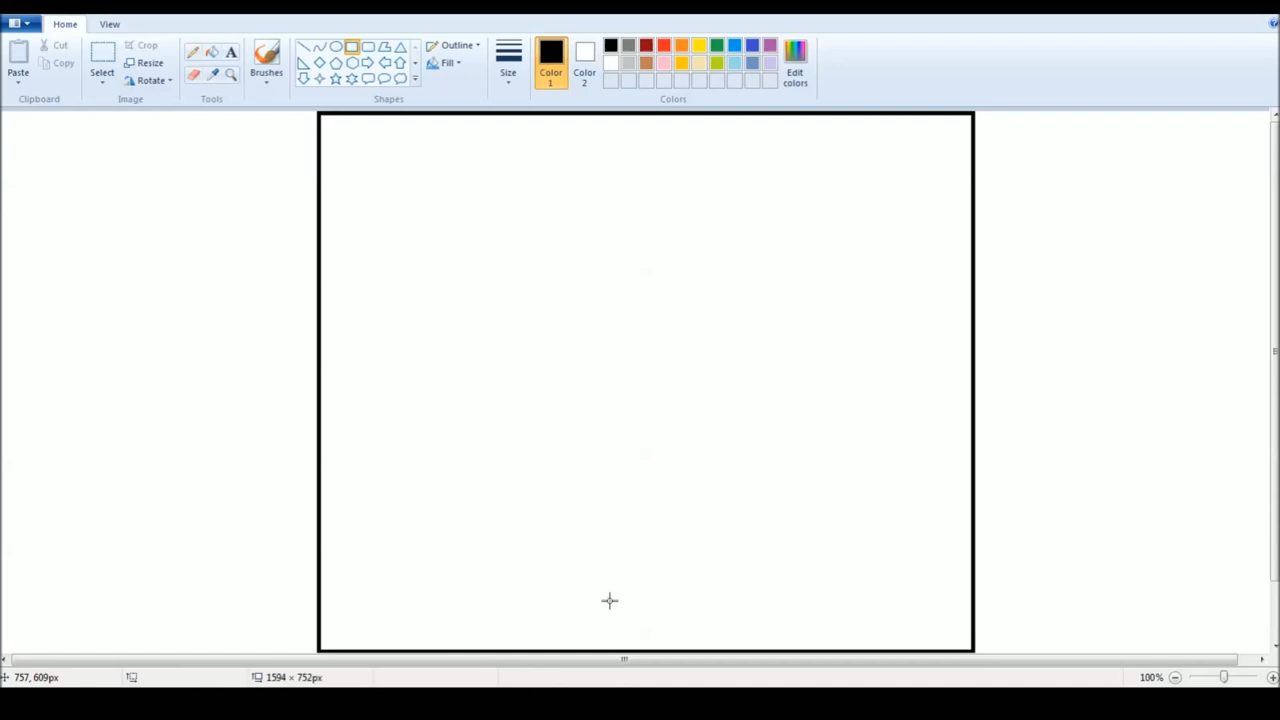 Home View
Paste
Cut
Copy
Clipboard
Select
Crop
Resize
Rotate
Image
A
Tools
Brushes
Shapes
Outline
Fill
Size
Color
1
Color
2
Colors
Edit
colors
757, 609px
1594 × 752px
100%